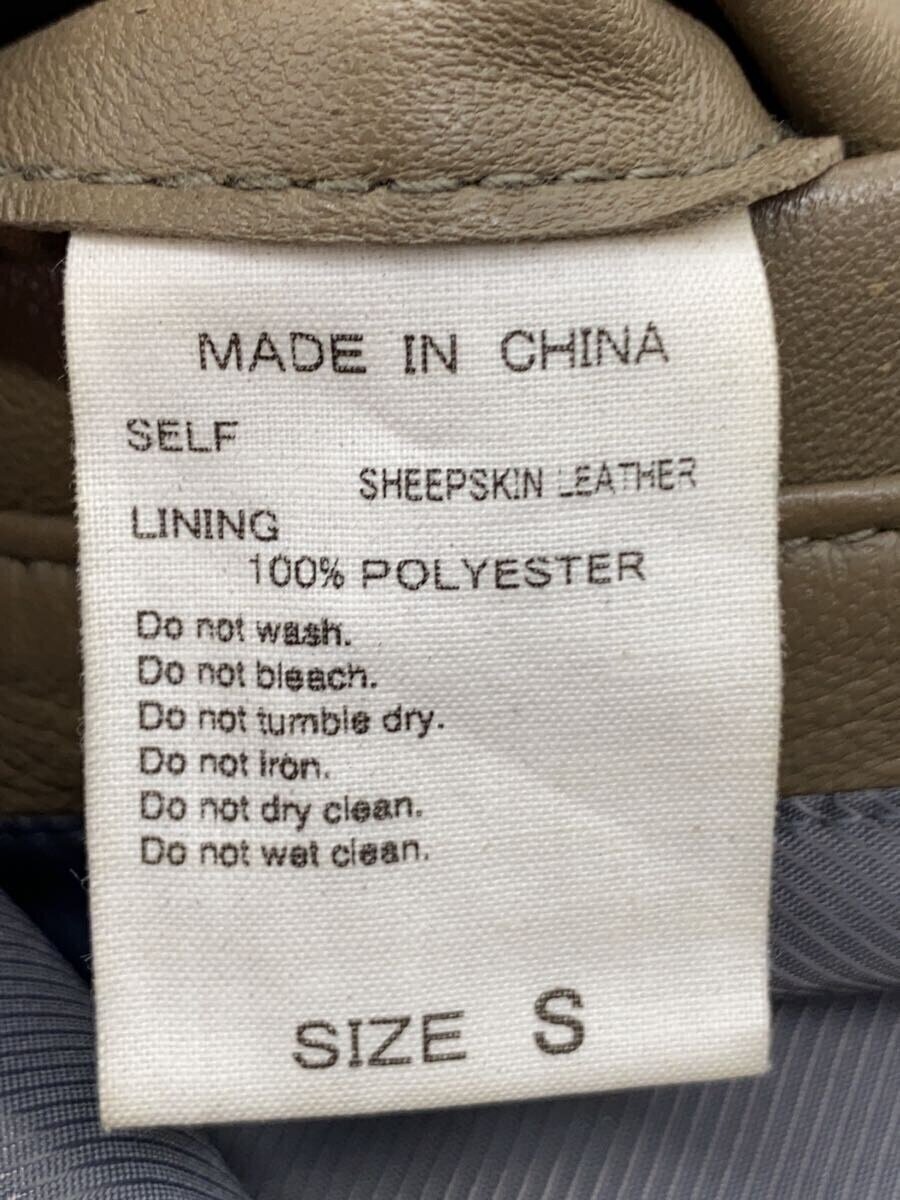 MADE IN CHINA
SELF
SHEEPSKIN LEATHER
LINING
100% POLYESTER
Do not wash.
Do not bleach.
Do not tumble dry.
Do not iron.
Do not dry clean.
Do not wet clean.
SIZE S